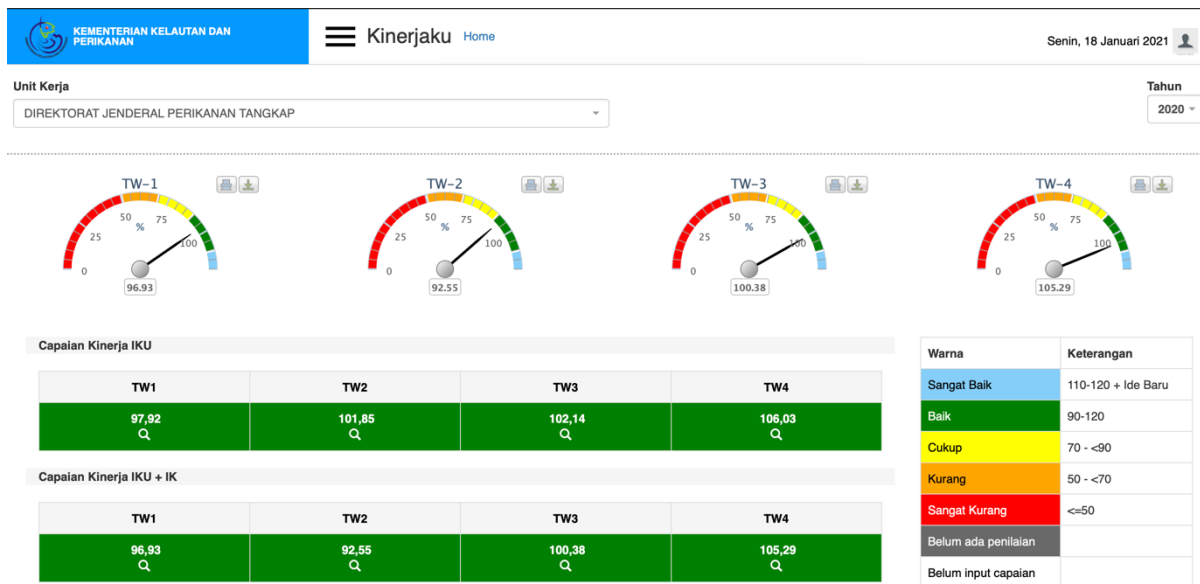 KEMENTERIAN KELAUTAN DAN
PERIKANAN
Kinerjaku Home
Senin, 18 Januari 2021
Unit Kerja
Tahun
DIREKTORAT JENDERAL PERIKANAN TANGKAP
2020
TW-1
0
25
50
75
100
%
96.93
TW-2
0
25
50
75
100
%
92.55
TW-3
0
25
50
75
100
%
100.38
TW-4
0
25
50
75
100
%
105.29
Capaian Kinerja IKU
TW1 TW2 TW3 TW4
97,92 101,85 102,14 106,03
Capaian Kinerja IKU + IK
TW1 TW2 TW3 TW4
96,93 92,55 100,38 105,29
Warna Keterangan
Sangat Baik 110-120 + Ide Baru
Baik 90-120
Cukup 70 - <90
Kurang 50 - <70
Sangat Kurang <=50
Belum ada penilaian
Belum input capaian